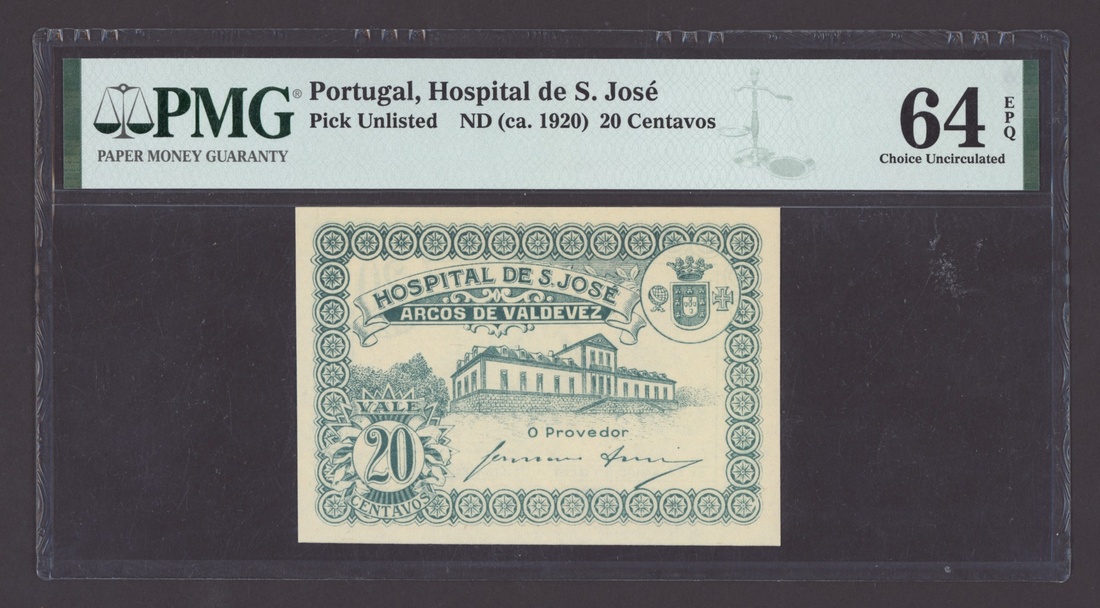 PMG®
PAPER MONEY GUARANTY
Portugal, Hospital de S. José
Pick Unlisted ND (ca. 1920) 20 Centavos
64 EPQ
Choice Uncirculated
HOSPITAL DE S. JOSÉ
ARCOS DE VALDEVEZ
VALE
20
CENTAVOS
O Provedor